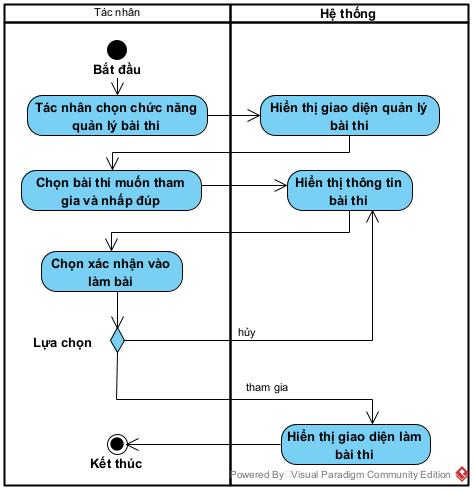 Tác nhân
Hệ thống
Bắt đầu
Tác nhân chọn chức năng
quản lý bài thi
Hiển thị giao diện quản lý
bài thi
Chọn bài thi muốn tham
gia và nhấp đúp
Hiển thị thông tin
bài thi
Chọn xác nhận vào
làm bài
Lựa chọn
hủy
tham gia
Hiển thị giao diện làm
bài thi
Kết thúc
Powered By Visual Paradigm Community Edition